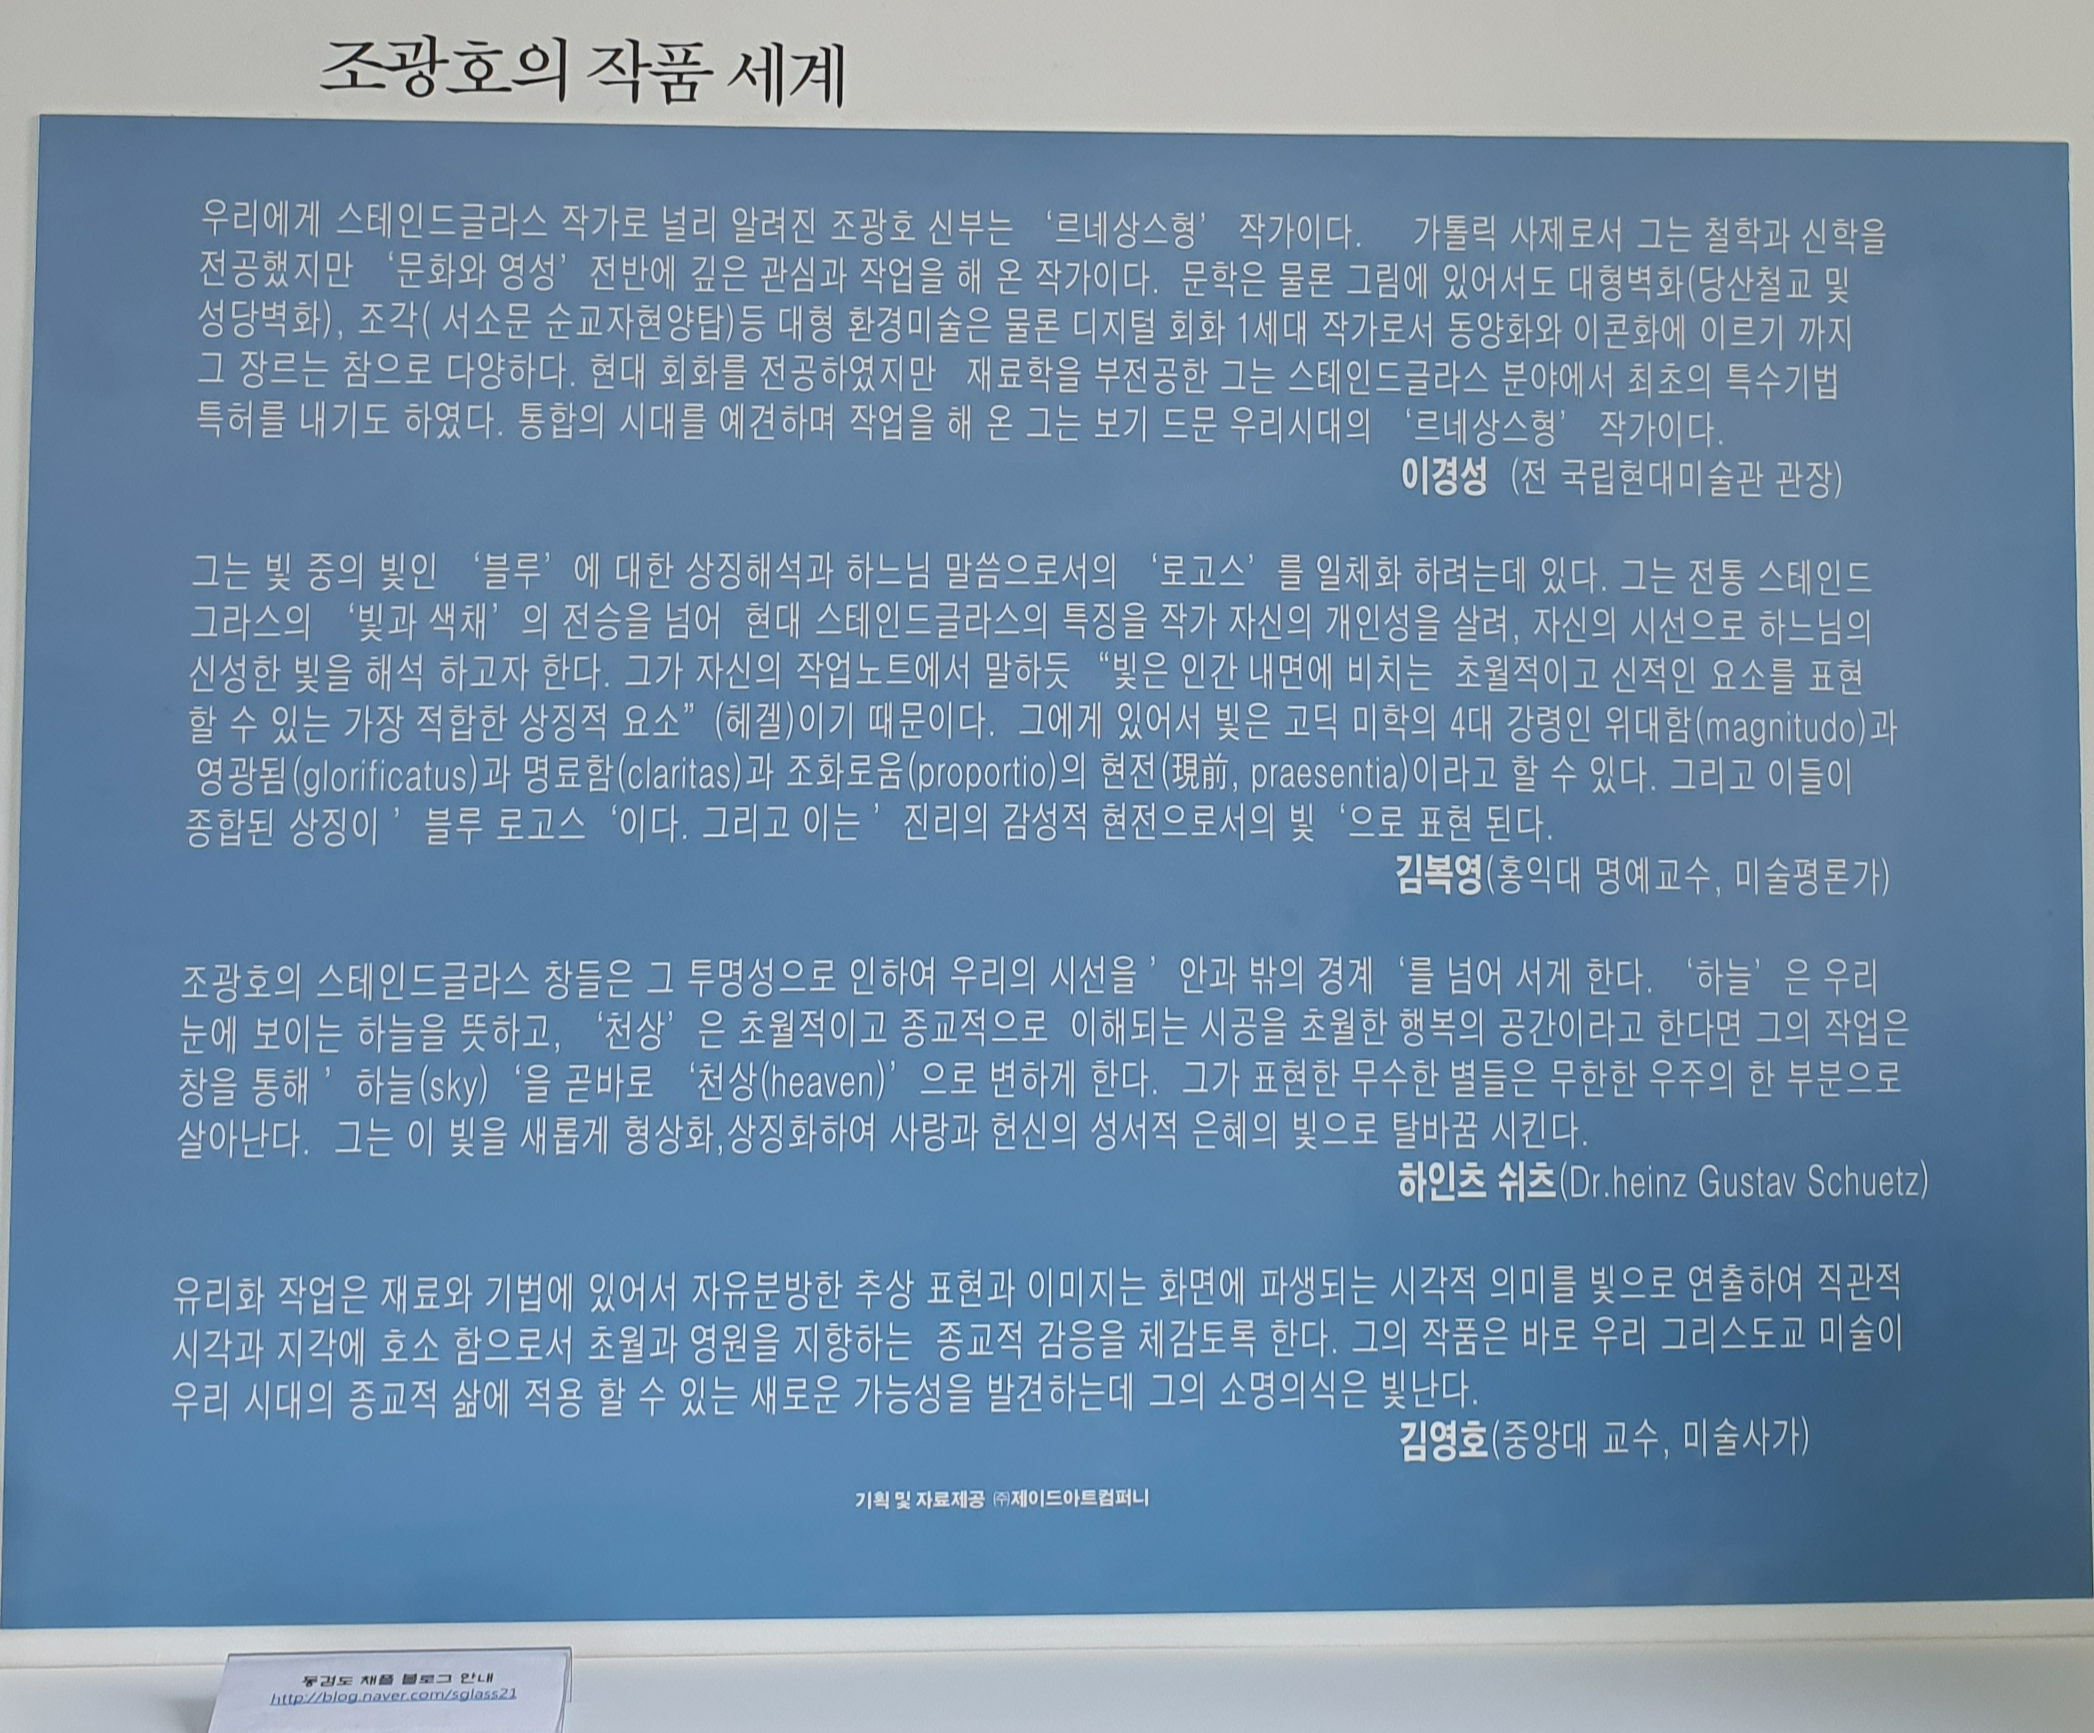 조광호의 작품 세계
우리에게 스테인드글라스 작가로 널리 알려진 조광호 신부는 ‘르네상스형’ 작가이다. 가톨릭 사제로서 그는 철학과 신학을
전공했지만 ‘문화와 영성’ 전반에 깊은 관심과 작업을 해 온 작가이다. 문학은 물론 그림에 있어서도 대형벽화(당산철교 및
성당벽화), 조각( 서소문 순교자현양탑)등 대형 환경미술은 물론 디지털 회화 1세대 작가로서 동양화와 이콘화에 이르기 까지
그 장르는 참으로 다양하다. 현대 회화를 전공하였지만 재료학을 부전공한 그는 스테인드글라스 분야에서 최초의 특수기법
특허를 내기도 하였다. 통합의 시대를 예견하며 작업을 해 온 그는 보기 드문 우리시대의 ‘르네상스형’ 작가이다.
이경성 (전 국립현대미술관 관장)
그는 빛 중의 빛인 ‘블루’ 에 대한 상징해석과 하느님 말씀으로서의 ‘로고스’ 를 일체화 하려는데 있다. 그는 전통 스테인드
그라스의 ‘빛과 색채’ 의 전승을 넘어 현대 스테인드글라스의 특징을 작가 자신의 개인성을 살려, 자신의 시선으로 하느님의
신성한 빛을 해석 하고자 한다. 그가 자신의 작업노트에서 말하듯 “빛은 인간 내면에 비치는 초월적이고 신적인 요소를 표현
할 수 있는 가장 적합한 상징적 요소” (헤겔)이기 때문이다. 그에게 있어서 빛은 고딕 미학의 4대 강령인 위대함(magnitudo)과
영광됨(glorificatus)과 명료함(claritas)과 조화로움(proportio)의 현전(現前, praesentia)이라고 할 수 있다. 그리고 이들이
종합된 상징이 ’ 블루 로고스 ‘이다. 그리고 이는 ’ 진리의 감성적 현전으로서의 빛 ‘으로 표현 된다.
김복영(홍익대 명예교수, 미술평론가)
조광호의 스테인드글라스 창들은 그 투명성으로 인하여 우리의 시선을 ’ 안과 밖의 경계 ‘를 넘어 서게 한다. ‘하늘’ 은 우리
눈에 보이는 하늘을 뜻하고, ‘천상’ 은 초월적이고 종교적으로 이해되는 시공을 초월한 행복의 공간이라고 한다면 그의 작업은
창을 통해 ’ 하늘(sky) ‘을 곧바로 ‘천상(heaven)’ 으로 변하게 한다. 그가 표현한 무수한 별들은 무한한 우주의 한 부분으로
살아난다. 그는 이 빛을 새롭게 형상화,상징화하여 사랑과 헌신의 성서적 은혜의 빛으로 탈바꿈 시킨다.
하인츠 쉬츠(Dr.heinz Gustav Schuetz)
유리화 작업은 재료와 기법에 있어서 자유분방한 추상 표현과 이미지는 화면에 파생되는 시각적 의미를 빛으로 연출하여 직관적
시각과 지각에 호소 함으로서 초월과 영원을 지향하는 종교적 감응을 체감토록 한다. 그의 작품은 바로 우리 그리스도교 미술이
우리 시대의 종교적 삶에 적용 할 수 있는 새로운 가능성을 발견하는데 그의 소명의식은 빛난다.
김영호(중앙대 교수, 미술사가)
기획 및 자료제공 ㈜제이드아트컴퍼니
동검도 채플 블로그 안내
http://blog.naver.com/sglass21